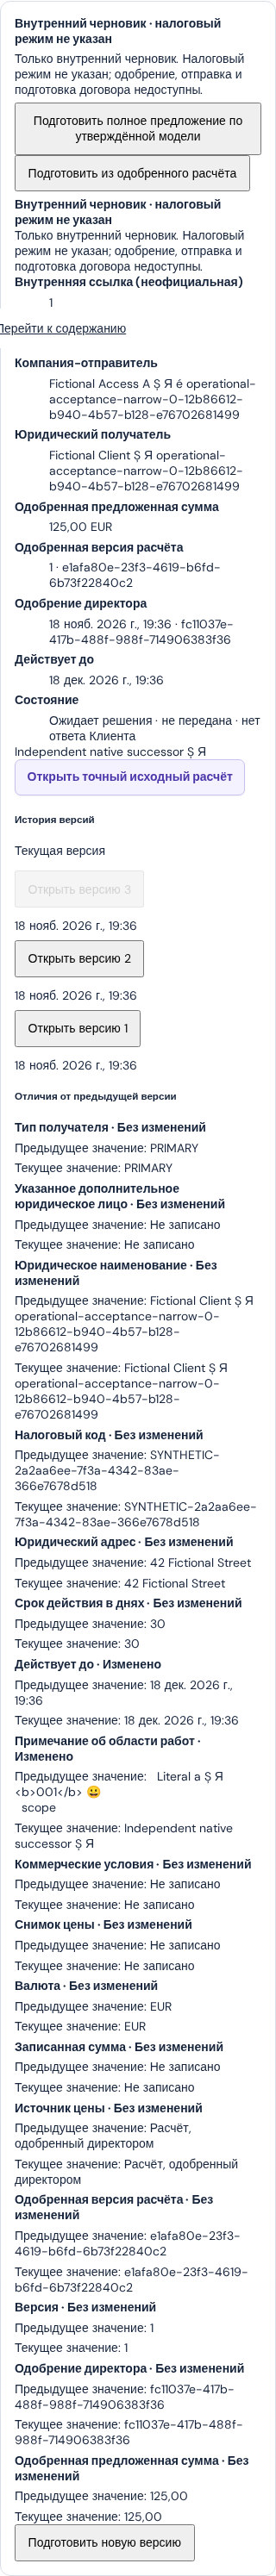 Внутренний черновик · налоговый
режим не указан
Только внутренний черновик. Налоговый
режим не указан; одобрение, отправка и
подготовка договора недоступны.
Подготовить полное предложение по
утверждённой модели
Подготовить из одобренного расчёта
Внутренний черновик · налоговый
режим не указан
Только внутренний черновик. Налоговый
режим не указан; одобрение, отправка и
подготовка договора недоступны.
Внутренняя ссылка (неофициальная)
1
Перейти к содержанию
Компания-отправитель
Fictional Access A Ș Я é operational-
acceptance-narrow-0-12b86612-
b940-4b57-b128-e76702681499
Юридический получатель
Fictional Client Ș Я operational-
acceptance-narrow-0-12b86612-
b940-4b57-b128-e76702681499
Одобренная предложенная сумма
125,00 EUR
Одобренная версия расчёта
1 · e1afa80e-23f3-4619-b6fd-
6b73f22840c2
Одобрение директора
18 нояб. 2026 г., 19:36 · fc11037e-
417b-488f-988f-714906383f36
Действует до
18 дек. 2026 г., 19:36
Состояние
Ожидает решения · не передана · нет
ответа Клиента
Independent native successor Ș Я
Открыть точный исходный расчёт
История версий
Текущая версия
Открыть версию 3
18 нояб. 2026 г., 19:36
Открыть версию 2
18 нояб. 2026 г., 19:36
Открыть версию 1
18 нояб. 2026 г., 19:36
Отличия от предыдущей версии
Тип получателя · Без изменений
Предыдущее значение: PRIMARY
Текущее значение: PRIMARY
Указанное дополнительное
юридическое лицо · Без изменений
Предыдущее значение: Не записано
Текущее значение: Не записано
Юридическое наименование · Без
изменений
Предыдущее значение: Fictional Client Ș Я
operational-acceptance-narrow-0-
12b86612-b940-4b57-b128-
e76702681499
Текущее значение: Fictional Client Ș Я
operational-acceptance-narrow-0-
12b86612-b940-4b57-b128-
e76702681499
Налоговый код · Без изменений
Предыдущее значение: SYNTHETIC-
2a2aa6ee-7f3a-4342-83ae-
366e7678d518
Текущее значение: SYNTHETIC-2a2aa6ee-
7f3a-4342-83ae-366e7678d518
Юридический адрес · Без изменений
Предыдущее значение: 42 Fictional Street
Текущее значение: 42 Fictional Street
Срок действия в днях · Без изменений
Предыдущее значение: 30
Текущее значение: 30
Действует до · Изменено
Предыдущее значение: 18 дек. 2026 г.,
19:36
Текущее значение: 18 дек. 2026 г., 19:36
Примечание об области работ ·
Изменено
Предыдущее значение: Literal a Ș Я
<b>001</b> 😀
scope
Текущее значение: Independent native
successor Ș Я
Коммерческие условия · Без изменений
Предыдущее значение: Не записано
Текущее значение: Не записано
Снимок цены · Без изменений
Предыдущее значение: Не записано
Текущее значение: Не записано
Валюта · Без изменений
Предыдущее значение: EUR
Текущее значение: EUR
Записанная сумма · Без изменений
Предыдущее значение: Не записано
Текущее значение: Не записано
Источник цены · Без изменений
Предыдущее значение: Расчёт,
одобренный директором
Текущее значение: Расчёт, одобренный
директором
Одобренная версия расчёта · Без
изменений
Предыдущее значение: e1afa80e-23f3-
4619-b6fd-6b73f22840c2
Текущее значение: e1afa80e-23f3-4619-
b6fd-6b73f22840c2
Версия · Без изменений
Предыдущее значение: 1
Текущее значение: 1
Одобрение директора · Без изменений
Предыдущее значение: fc11037e-417b-
488f-988f-714906383f36
Текущее значение: fc11037e-417b-488f-
988f-714906383f36
Одобренная предложенная сумма · Без
изменений
Предыдущее значение: 125,00
Текущее значение: 125,00
Подготовить новую версию